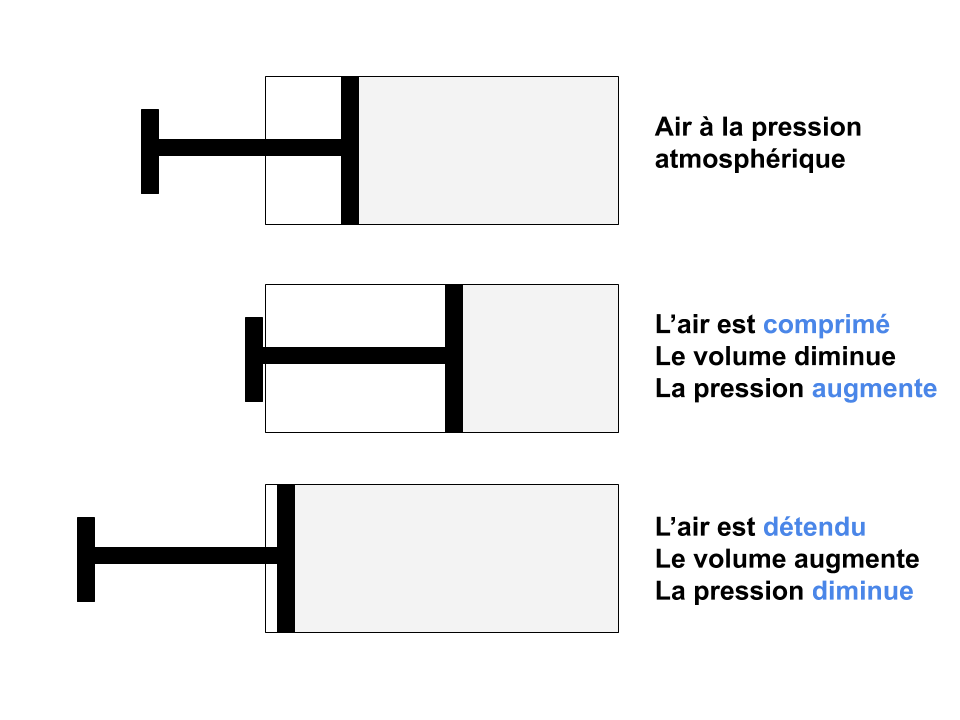 Air à la pression
atmosphérique
L’air est comprimé
Le volume diminue
La pression augmente
L’air est détendu
Le volume augmente
La pression diminue